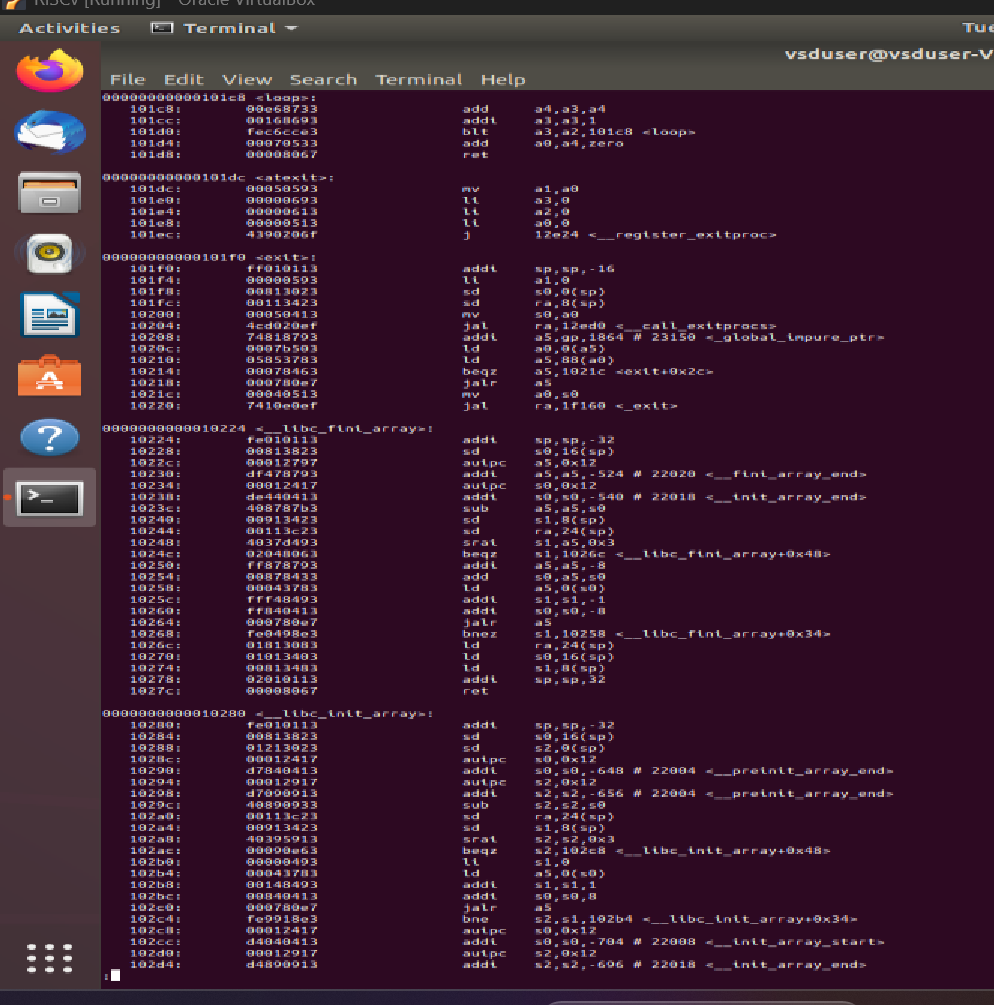 RISCV [Running] - Oracle VirtualBox
Activities Terminal Tue
vsduser@vsduser-V
File Edit View Search Terminal Help
00000000000101c8 <loop>:
101c8: 00e68733 add a4,a3,a4
101cc: 00168693 addi a3,a3,1
101d0: fec6cce3 blt a3,a2,101c8 <loop>
101d4: 00070533 add a0,a4,zero
101d8: 00008067 ret
00000000000101dc <atexit>:
101dc: 00050593 mv a1,a0
101e0: 00000693 li a3,0
101e4: 00000613 li a2,0
101e8: 00000513 li a0,0
101ec: 4390206f j 12e24 <__register_exitproc>
00000000000101f0 <exit>:
101f0: ff010113 addi sp,sp,-16
101f4: 00000593 li a1,0
101f8: 00813023 sd s0,0(sp)
101fc: 00113423 sd ra,8(sp)
10200: 00050413 mv s0,a0
10204: 4cd020ef jal ra,12ed0 <__call_exitprocs>
10208: 74818793 addi a5,gp,1864 # 23150 <_global_impure_ptr>
1020c: 0007b503 ld a0,0(a5)
10210: 05853783 ld a5,88(a0)
10214: 00078463 beqz a5,1021c <exit+0x2c>
10218: 000780e7 jalr a5
1021c: 00040513 mv a0,s0
10220: 7410e0ef jal ra,1f160 <_exit>
0000000000010224 <__libc_fini_array>:
10224: fe010113 addi sp,sp,-32
10228: 00813823 sd s0,16(sp)
1022c: 00012797 auipc a5,0x12
10230: df478793 addi a5,a5,-524 # 22020 <__fini_array_end>
10234: 00012417 auipc s0,0x12
10238: de440413 addi s0,s0,-540 # 22018 <__init_array_end>
1023c: 408787b3 sub a5,a5,s0
10240: 00913423 sd s1,8(sp)
10244: 00113c23 sd ra,24(sp)
10248: 4037d493 srai s1,a5,0x3
1024c: 02048063 beqz s1,1026c <__libc_fini_array+0x48>
10250: ff878793 addi a5,a5,-8
10254: 00878433 add s0,a5,s0
10258: 00043783 ld a5,0(s0)
1025c: fff48493 addi s1,s1,-1
10260: ff840413 addi s0,s0,-8
10264: 000780e7 jalr a5
10268: fe0498e3 bnez s1,10258 <__libc_fini_array+0x34>
1026c: 01813083 ld ra,24(sp)
10270: 01013403 ld s0,16(sp)
10274: 00813483 ld s1,8(sp)
10278: 02010113 addi sp,sp,32
1027c: 00008067 ret
0000000000010280 <__libc_init_array>:
10280: fe010113 addi sp,sp,-32
10284: 00813823 sd s0,16(sp)
10288: 01213023 sd s2,0(sp)
1028c: 00012417 auipc s0,0x12
10290: d7840413 addi s0,s0,-648 # 22004 <__preinit_array_end>
10294: 00012917 auipc s2,0x12
10298: d7090913 addi s2,s2,-656 # 22004 <__preinit_array_end>
1029c: 40890933 sub s2,s2,s0
102a0: 00113c23 sd ra,24(sp)
102a4: 00913423 sd s1,8(sp)
102a8: 40395913 srai s2,s2,0x3
102ac: 00090e63 beqz s2,102c8 <__libc_init_array+0x48>
102b0: 00000493 li s1,0
102b4: 00043783 ld a5,0(s0)
102b8: 00148493 addi s1,s1,1
102bc: 00840413 addi s0,s0,8
102c0: 000780e7 jalr a5
102c4: fe9918e3 bne s2,s1,102b4 <__libc_init_array+0x34>
102c8: 00012417 auipc s0,0x12
102cc: d4040413 addi s0,s0,-704 # 22008 <__init_array_start>
102d0: 00012917 auipc s2,0x12
102d4: d4890913 addi s2,s2,-696 # 22018 <__init_array_end>
: